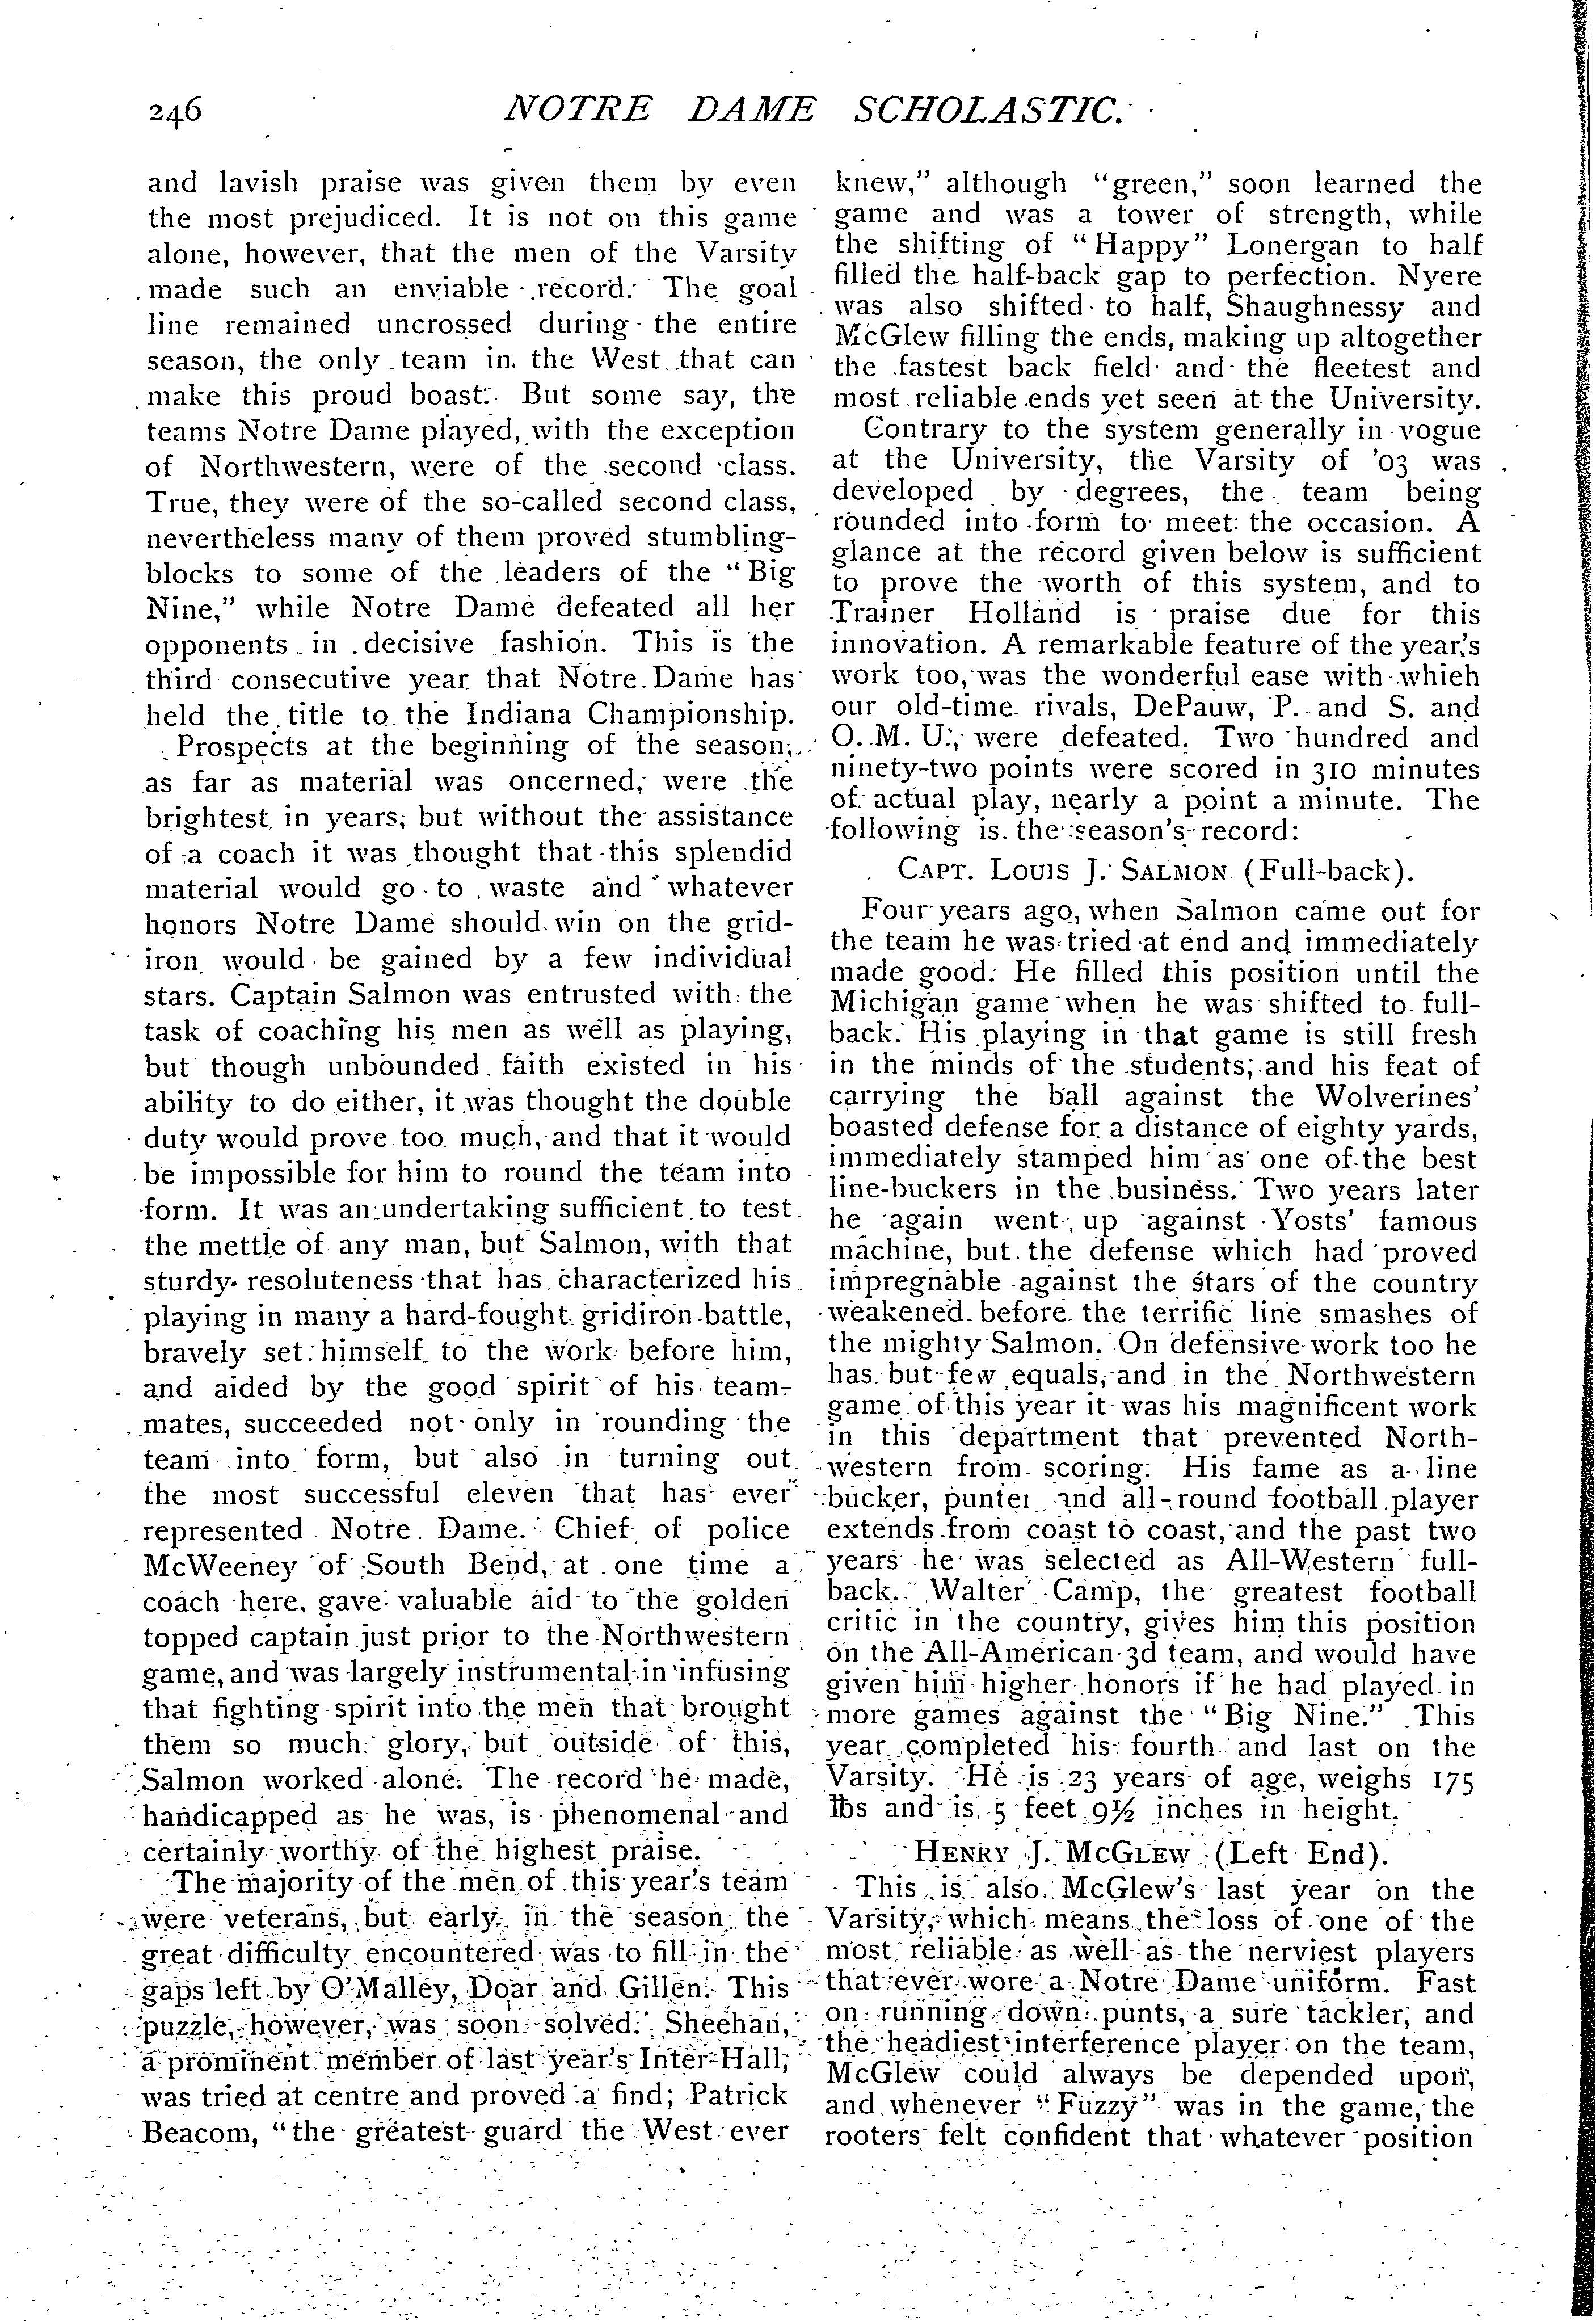 246 NOTRE DAME SCHOLASTIC.
and lavish praise was given them by even
the most prejudiced. It is not on this game
alone, however, that the men of the Varsity
made such an enviable record. The goal
line remained uncrossed during the entire
season, the only team in the West that can
make this proud boast. But some say, the
teams Notre Dame played, with the exception
of Northwestern, were of the second class.
True, they were of the so-called second class,
nevertheless many of them proved stumbling-
blocks to some of the leaders of the "Big
Nine," while Notre Dame defeated all her
opponents in decisive fashion. This is the
third consecutive year that Notre Dame has
held the title to the Indiana Championship.
Prospects at the beginning of the season,
as far as material was oncerned, were the
brightest in years; but without the assistance
of a coach it was thought that this splendid
material would go to waste and whatever
honors Notre Dame should win on the grid-
iron would be gained by a few individual
stars. Captain Salmon was entrusted with the
task of coaching his men as well as playing,
but though unbounded faith existed in his
ability to do either, it was thought the double
duty would prove too much, and that it would
be impossible for him to round the team into
form. It was an undertaking sufficient to test
the mettle of any man, but Salmon, with that
sturdy resoluteness that has characterized his
playing in many a hard-fought gridiron battle,
bravely set himself to the work before him,
and aided by the good spirit of his team-
mates, succeeded not only in rounding the
team into form, but also in turning out
the most successful eleven that has ever
represented Notre Dame. Chief of police
McWeeney of South Bend, at one time a
coach here, gave valuable aid to the golden
topped captain just prior to the Northwestern
game, and was largely instrumental in infusing
that fighting spirit into the men that brought
them so much glory, but outside of this,
Salmon worked alone. The record he made,
handicapped as he was, is phenomenal and
certainly worthy of the highest praise.
The majority of the men of this year's team
were veterans, but early in the season the
great difficulty encountered was to fill in the
gaps left by O'Malley, Doar and Gillen. This
puzzle, however, was soon solved. Sheehan,
a prominent member of last year's Inter-Hall,
was tried at centre and proved a find; Patrick
Beacom, "the greatest guard the West ever
knew," although "green," soon learned the
game and was a tower of strength, while
the shifting of "Happy" Lonergan to half
filled the half-back gap to perfection. Nyere
was also shifted to half, Shaughnessy and
McGlew filling the ends, making up altogether
the fastest back field and the fleetest and
most reliable ends yet seen at the University.
Contrary to the system generally in vogue
at the University, the Varsity of '03 was
developed by degrees, the team being
rounded into form to meet the occasion. A
glance at the record given below is sufficient
to prove the worth of this system, and to
Trainer Holland is praise due for this
innovation. A remarkable feature of the year's
work too, was the wonderful ease with which
our old-time rivals, DePauw, P. and S. and
O. M. U., were defeated. Two hundred and
ninety-two points were scored in 310 minutes
of actual play, nearly a point a minute. The
following is the season's record:
CAPT. LOUIS J. SALMON (Full-back).
Four years ago, when Salmon came out for
the team he was tried at end and immediately
made good. He filled this position until the
Michigan game when he was shifted to full-
back. His playing in that game is still fresh
in the minds of the students, and his feat of
carrying the ball against the Wolverines'
boasted defense for a distance of eighty yards,
immediately stamped him as one of the best
line-buckers in the business. Two years later
he again went up against Yosts' famous
machine, but the defense which had proved
impregnable against the stars of the country
weakened before the terrific line smashes of
the mighty Salmon. On defensive work too he
has but few equals, and in the Northwestern
game of this year it was his magnificent work
in this department that prevented North-
western from scoring. His fame as a line
bucker, punter and all-round football player
extends from coast to coast, and the past two
years he was selected as All-Western full-
back. Walter Camp, the greatest football
critic in the country, gives him this position
on the All-American 3d team, and would have
given him higher honors if he had played in
more games against the "Big Nine." This
year completed his fourth and last on the
Varsity. He is 23 years of age, weighs 175
lbs and is 5 feet 9½ inches in height.
HENRY J. MCGLEW (Left End).
This is also McGlew's last year on the
Varsity, which means the loss of one of the
most reliable as well as the nerviest players
that ever wore a Notre Dame uniform. Fast
on running down punts, a sure tackler, and
the headiest interference player on the team,
McGlew could always be depended upon,
and whenever "Fuzzy" was in the game, the
rooters felt confident that whatever position